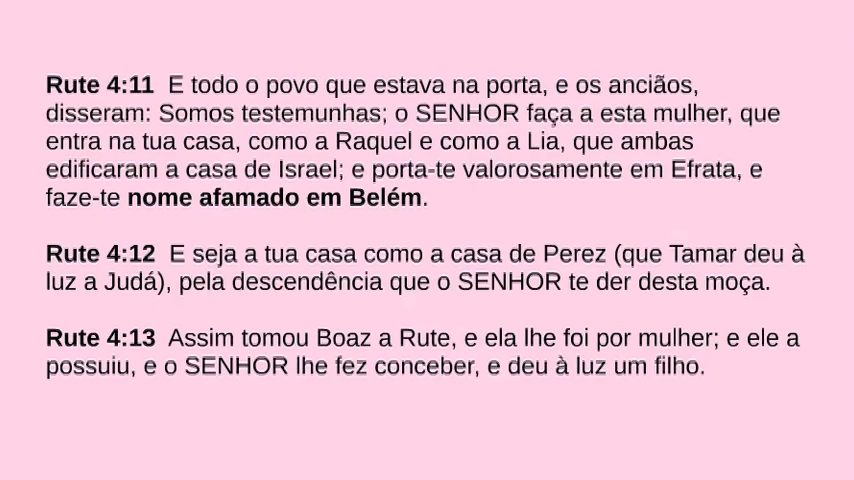 Rute 4:11 E todo o povo que estava na porta, e os anciãos,
disseram: Somos testemunhas; o SENHOR faça a esta mulher, que
entra na tua casa, como a Raquel e como a Lia, que ambas
edificaram a casa de Israel; e porta-te valorosamente em Efrata, e
faze-te nome afamado em Belém.
Rute 4:12 E seja a tua casa como a casa de Perez (que Tamar deu à
luz a Judá), pela descendência que o SENHOR te der desta moça.
Rute 4:13 Assim tomou Boaz a Rute, e ela lhe foi por mulher; e ele a
possuiu, e o SENHOR lhe fez conceber, e deu à luz um filho.